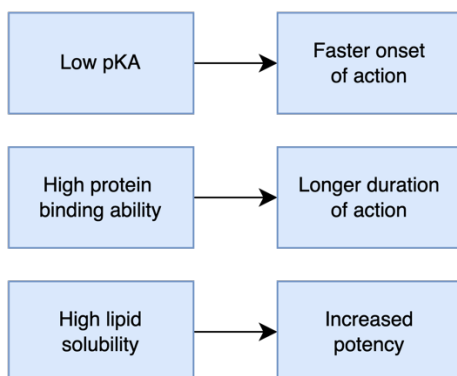 Low pKA
Faster onset
of action
High protein
binding ability
Longer duration
of action
High lipid
solubility
Increased
potency